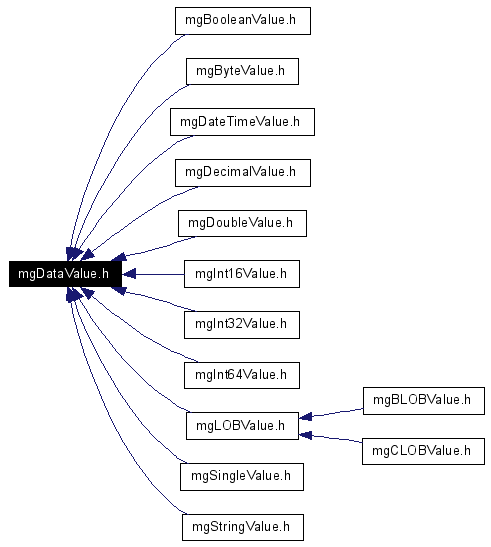 mgBooleanValue.h
mgByteValue.h
mgDateTimeValue.h
mgDecimalValue.h
mgDoubleValue.h
mgDataValue.h
mgInt16Value.h
mgInt32Value.h
mgInt64Value.h
mgBLOBValue.h
mgLOBValue.h
mgCLOBValue.h
mgSingleValue.h
mgStringValue.h